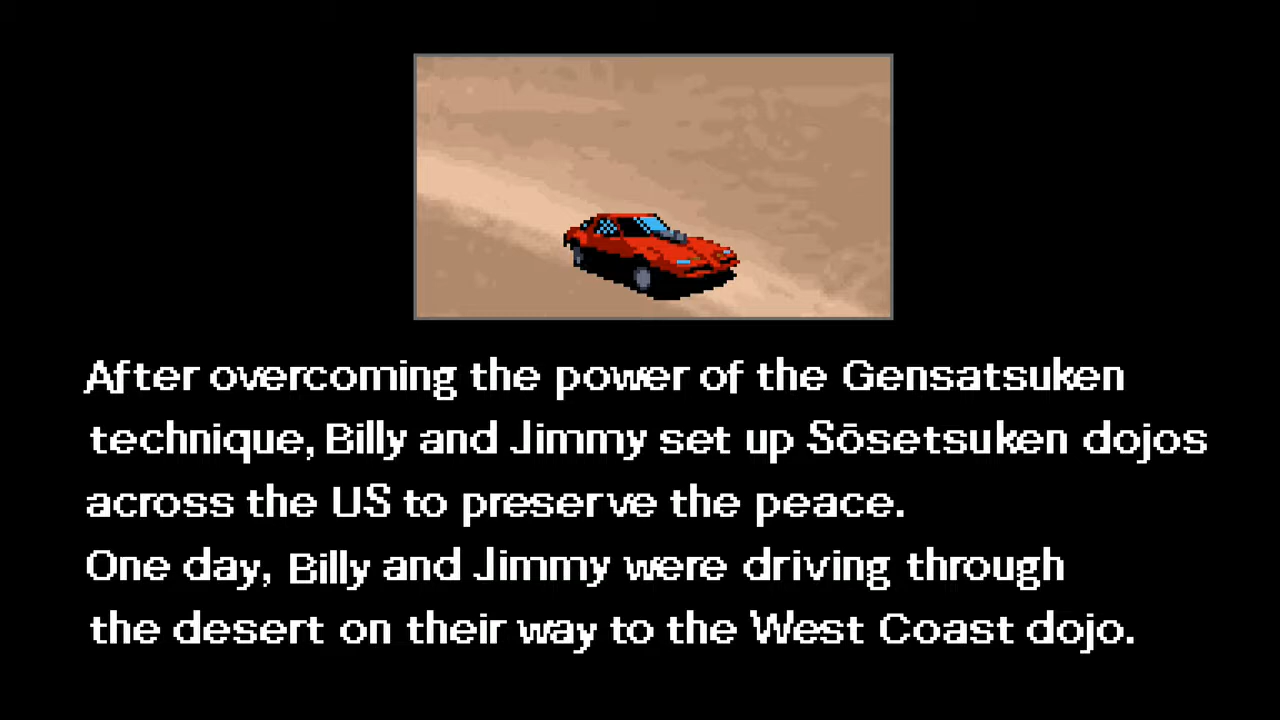 After overcoming the power of the Gensatsuken
technique, Billy and Jimmy set up Sōsetsuken dojos
across the US to preserve the peace.
One day, Billy and Jimmy were driving through
the desert on their way to the West Coast dojo.